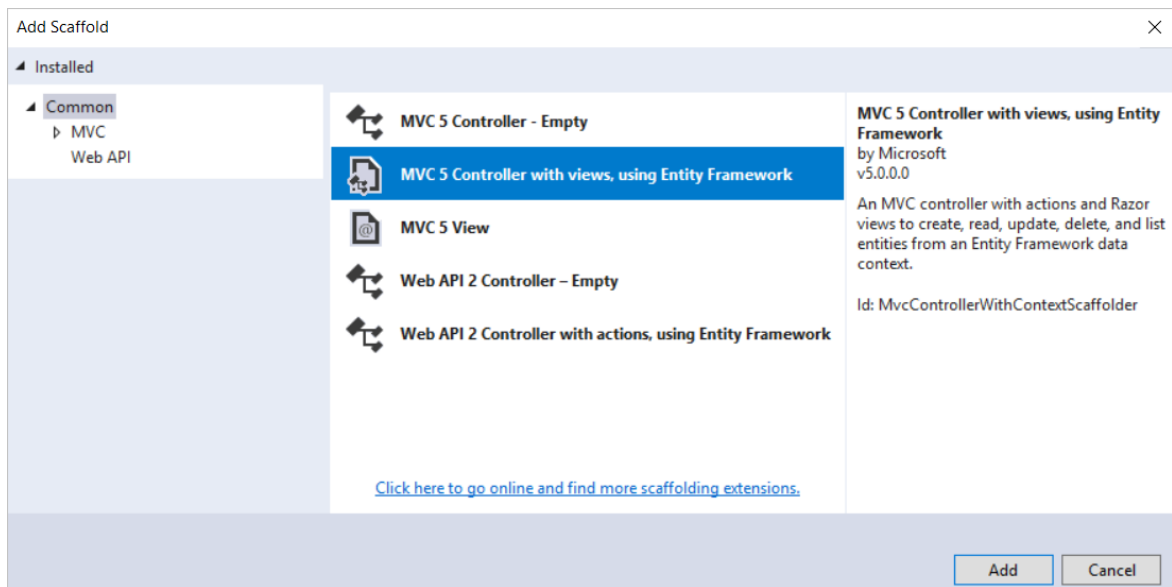 Add Scaffold
Installed
Common
MVC
Web API
MVC 5 Controller - Empty
MVC 5 Controller with views, using Entity Framework
MVC 5 View
Web API 2 Controller – Empty
Web API 2 Controller with actions, using Entity Framework
Click here to go online and find more scaffolding extensions.
MVC 5 Controller with views, using Entity
Framework
by Microsoft
v5.0.0.0
An MVC controller with actions and Razor
views to create, read, update, delete, and list
entities from an Entity Framework data
context.
Id: MvcControllerWithContextScaffolder
Add
Cancel